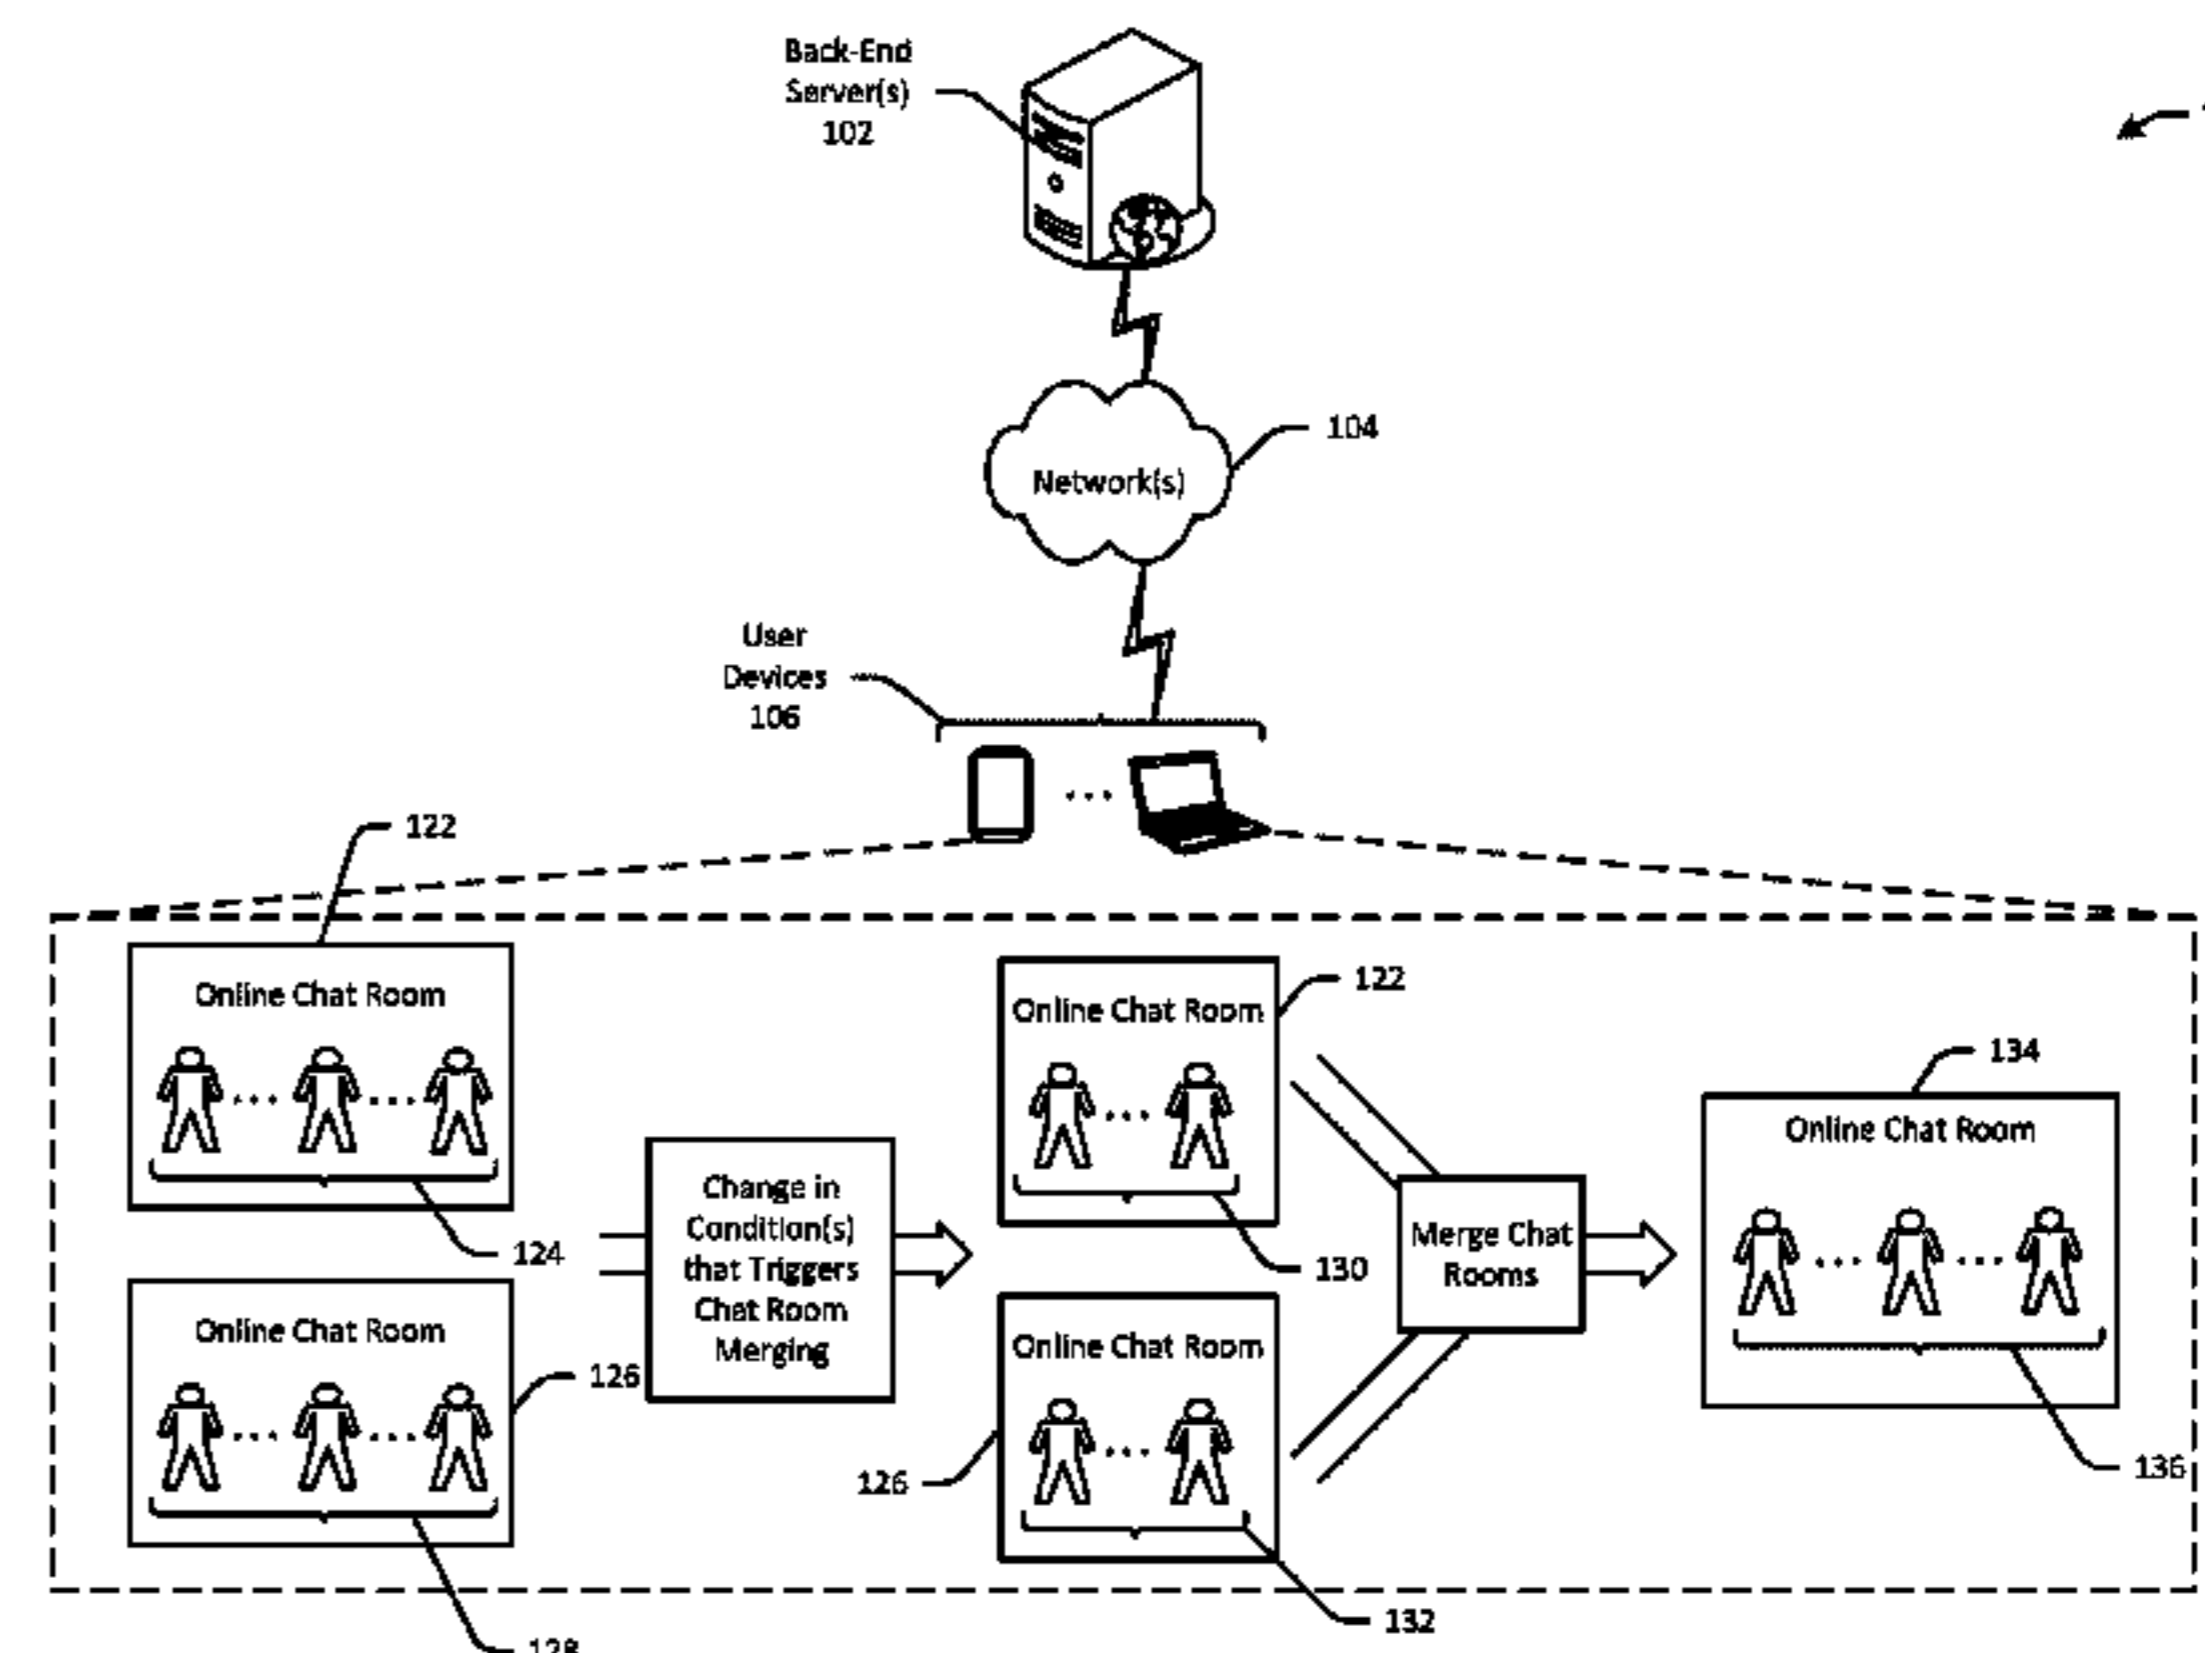 Back-End
Server(s)
102
104
Network(s)
User
Devices
106
122
Online Chat Room
124
Online Chat Room
126
128
Change in
Condition(s)
that Triggers
Chat Room
Merging
Online Chat Room
122
130
Online Chat Room
126
132
Merge Chat
Rooms
134
Online Chat Room
136